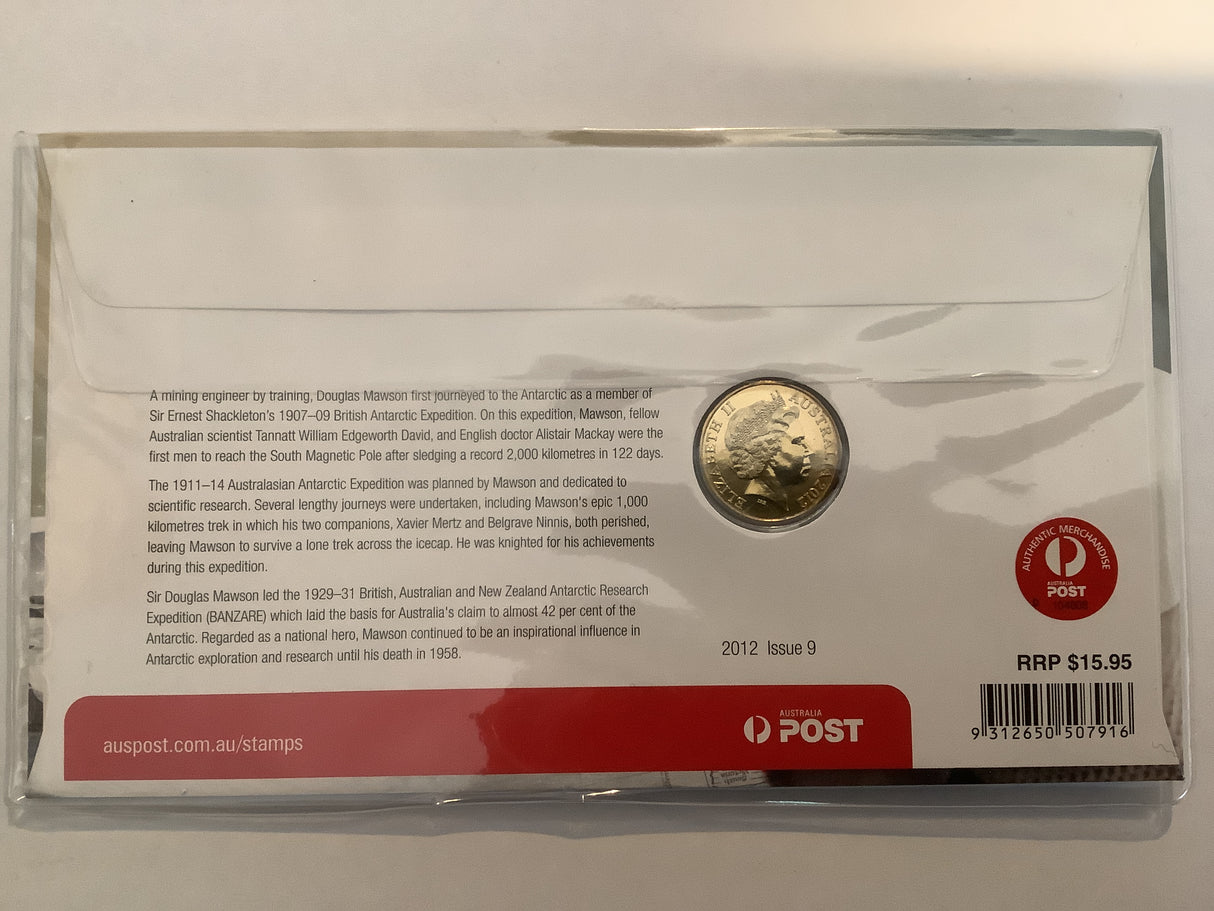 A mining engineer by training, Douglas Mawson first journeyed to the Antarctic as a member of
Sir Ernest Shackleton's 1907–09 British Antarctic Expedition. On this expedition, Mawson, fellow
Australian scientist Tannatt William Edgeworth David, and English doctor Alistair Mackay were the
first men to reach the South Magnetic Pole after sledging a record 2,000 kilometres in 122 days.
The 1911–14 Australasian Antarctic Expedition was planned by Mawson and dedicated to
scientific research. Several lengthy journeys were undertaken, including Mawson's epic 1,000
kilometres trek in which his two companions, Xavier Mertz and Belgrave Ninnis, both perished,
leaving Mawson to survive a lone trek across the icecap. He was knighted for his achievements
during this expedition.
Sir Douglas Mawson led the 1929–31 British, Australian and New Zealand Antarctic Research
Expedition (BANZARE) which laid the basis for Australia's claim to almost 42 per cent of the
Antarctic. Regarded as a national hero, Mawson continued to be an inspirational influence in
Antarctic exploration and research until his death in 1958.
ELIZABETH II AUSTRALIA 2012
AUTHENTIC MERCHANDISE
AUSTRALIA
POST
2012 Issue 9
RRP $15.95
9 312650 507916
auspost.com.au/stamps
AUSTRALIA
POST